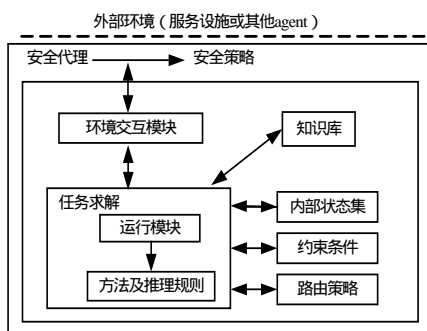 外部环境（服务设施或其他agent）
安全代理
安全策略
环境交互模块
知识库
任务求解
运行模块
方法及推理规则
内部状态集
约束条件
路由策略